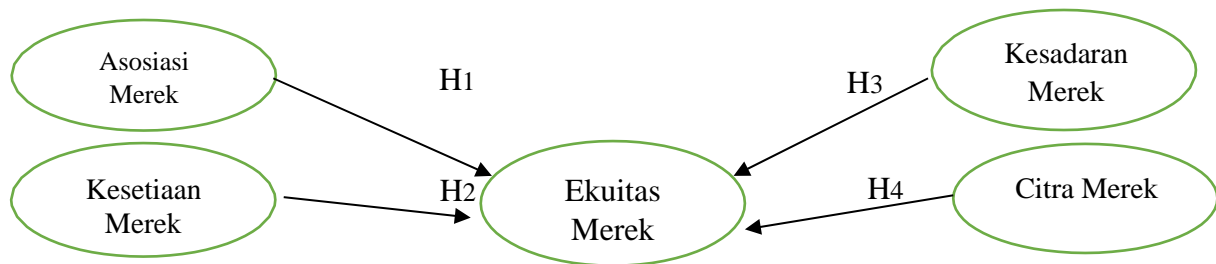 Asosiasi
Merek
H1
H3
Kesadaran
Merek
Kesetiaan
Merek
H2
Ekuitas
Merek
H4
Citra Merek